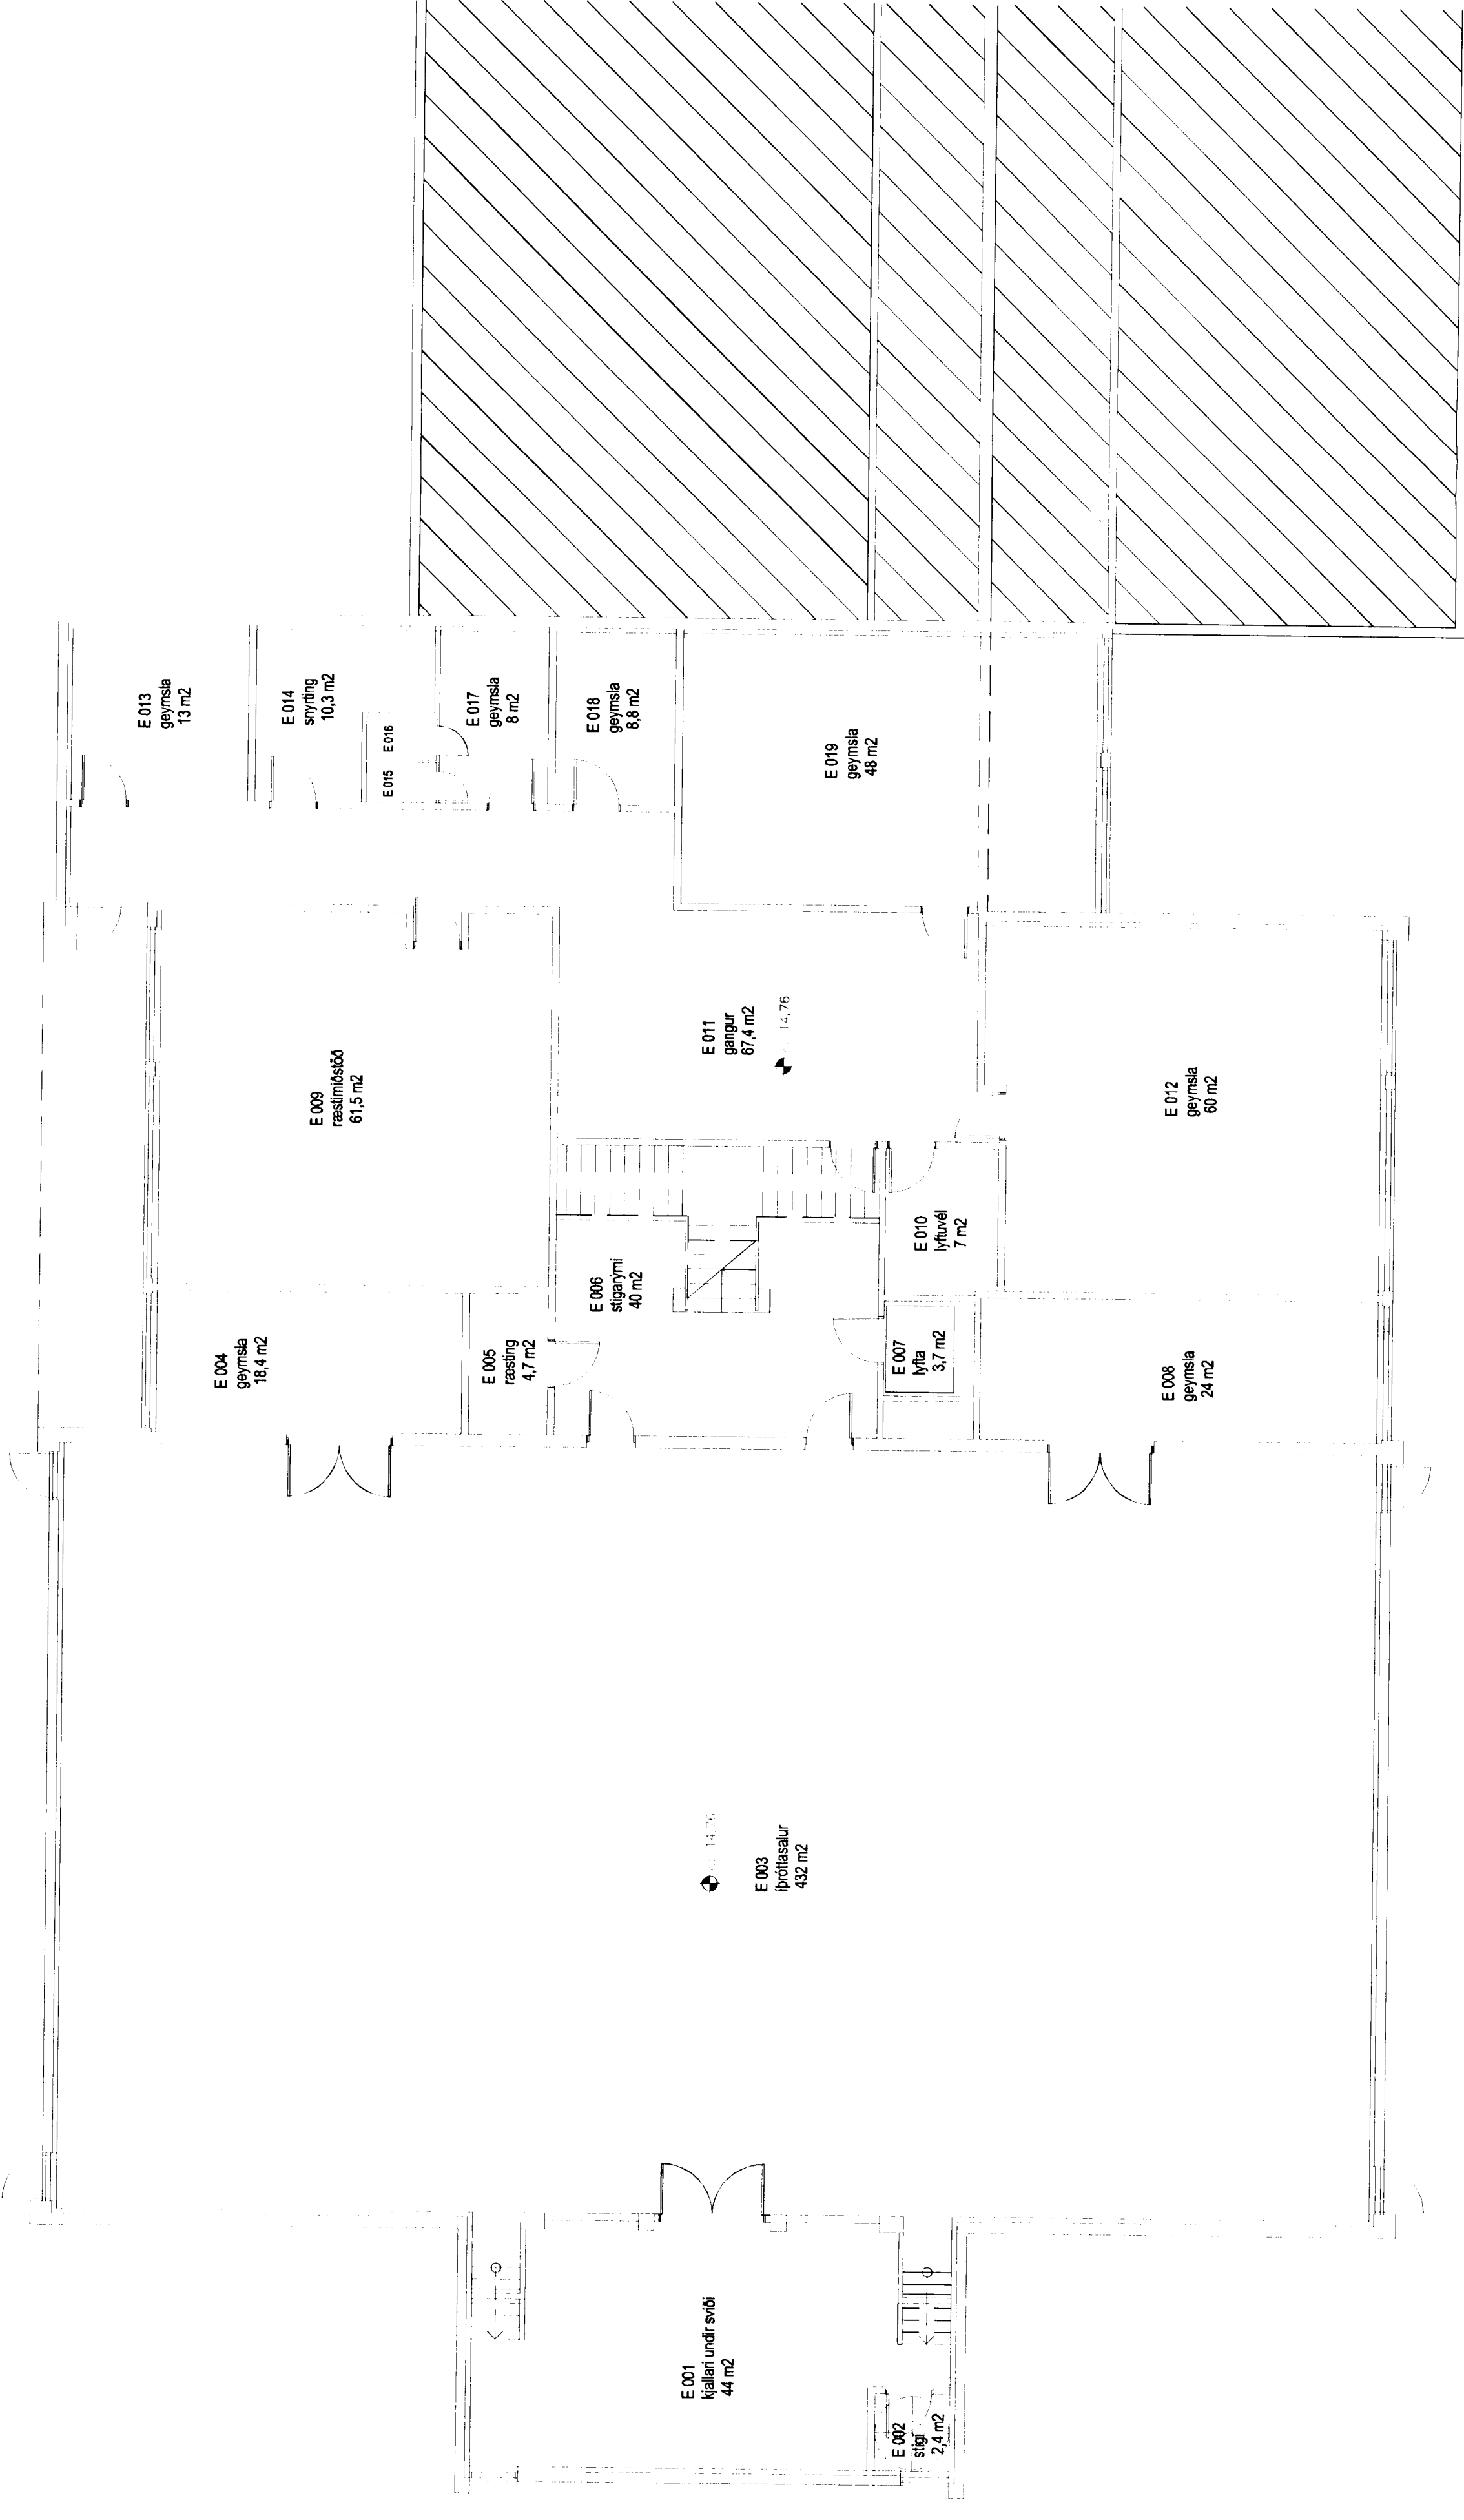 E 013
geymsla
13 m2
E 014
snyrting
10,3 m2
E 015
E 016
E 017
geymsla
8 m2
E 018
geymsla
8,8 m2
E 019
geymsla
48 m2
E 009
ræstimiðstöð
61,5 m2
E 011
gangur
67,4 m2
14,76
E 012
geymsla
60 m2
E 010
lyftuvél
7 m2
E 006
stigarými
40 m2
E 004
geymsla
18,4 m2
E 005
ræsting
4,7 m2
E 007
lyfta
3,7 m2
E 008
geymsla
24 m2
14,76
E 003
íþróttasalur
432 m2
E 001
kjallari undir sviði
44 m2
E 002
stigi
2,4 m2